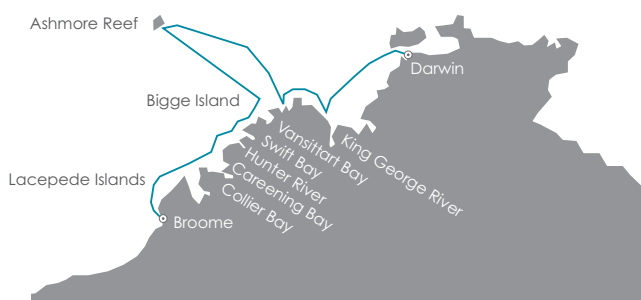 Ashmore Reef
Darwin
Bigge Island
Vansittart Bay
King George River
Swift Bay
Hunter River
Careening Bay
Collier Bay
Lacepede Islands
Broome